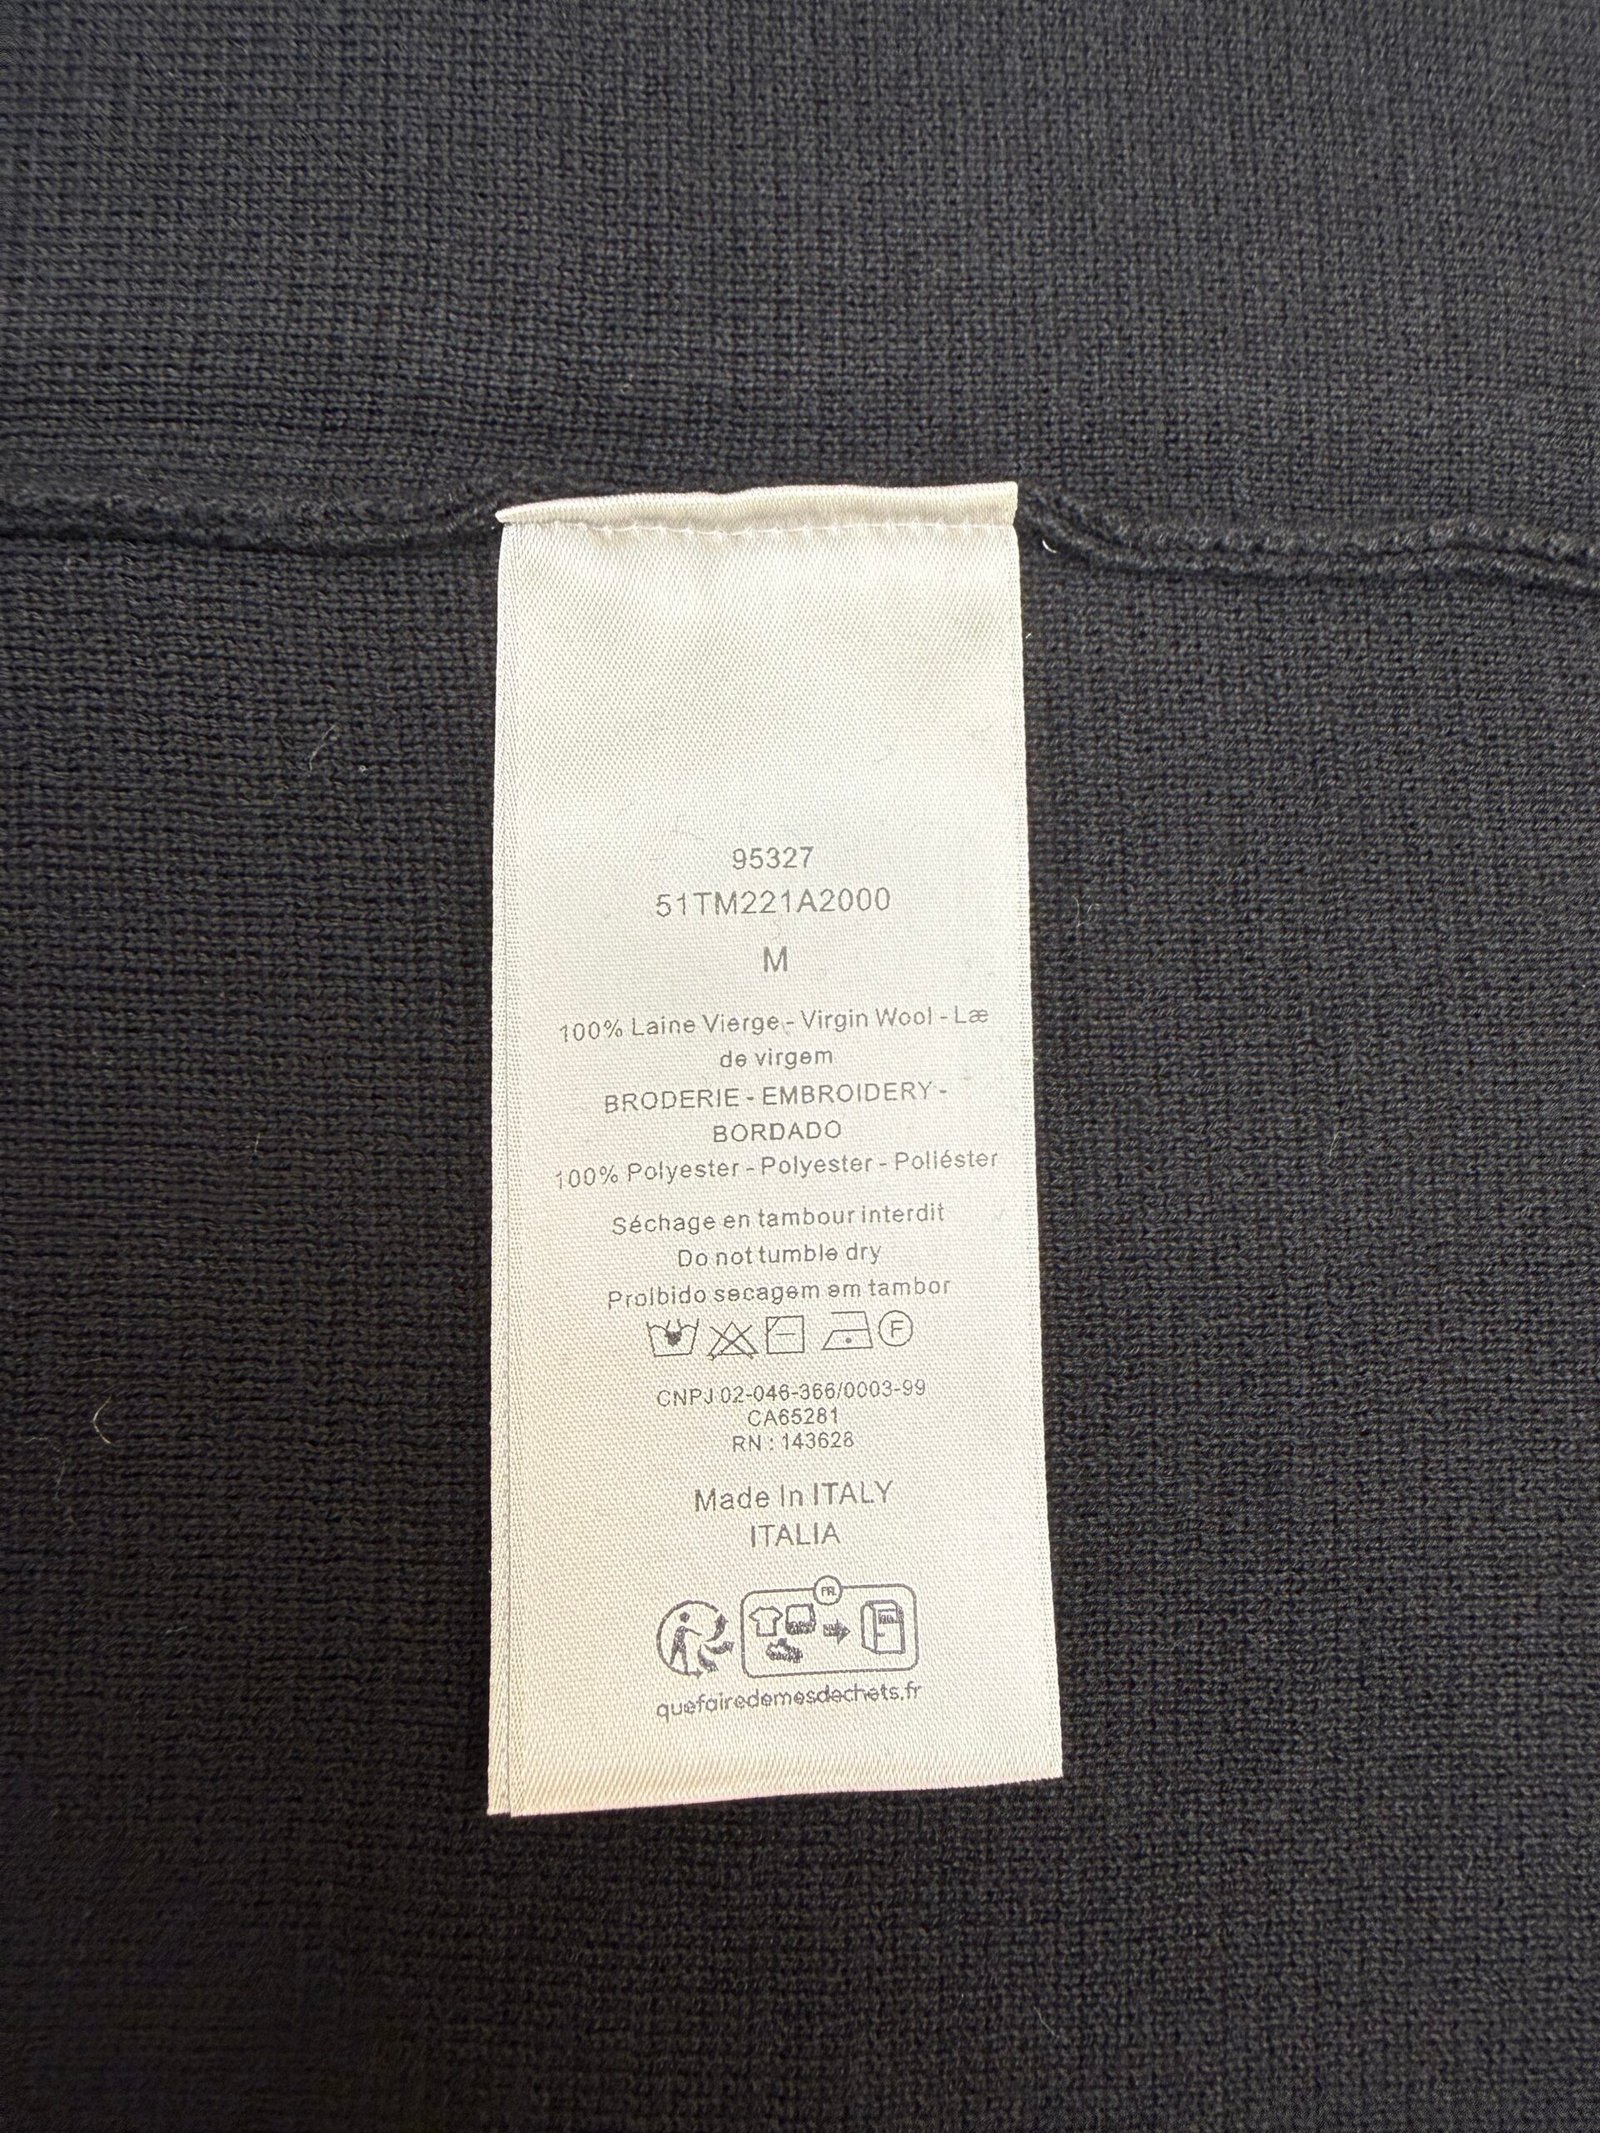 95327
51TM221A2000
M
100% Laine Vierge - Virgin Wool - Læ
de virgem
BRODERIE - EMBROIDERY -
BORDADO
100% Polyester - Polyester - Poliéster
Séchage en tambour interdit
Do not tumble dry
Proibido secagem em tambor
F
CNPJ 02-046-366/0003-99
CA65281
RN : 143628
Made In ITALY
ITALIA
FR
quefairedemesdechets.fr